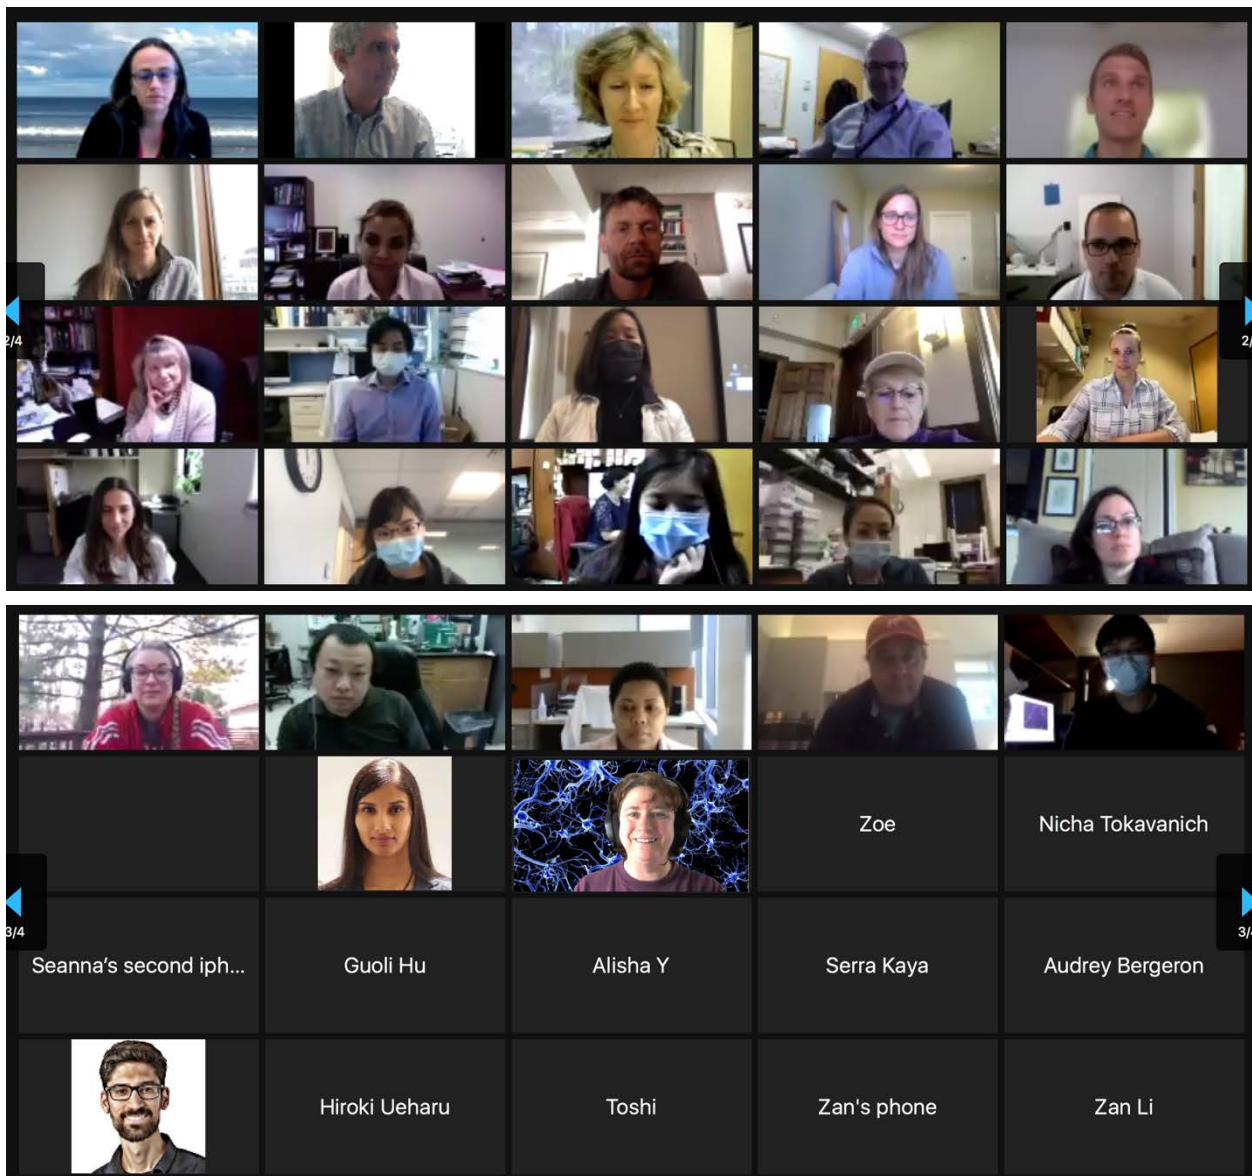 2/4
2/
Zoe
Nicha Tokavanich
3/4
3/4
Seanna's second iph...
Guoli Hu
Alisha Y
Serra Kaya
Audrey Bergeron
Hiroki Ueharu
Toshi
Zan's phone
Zan Li